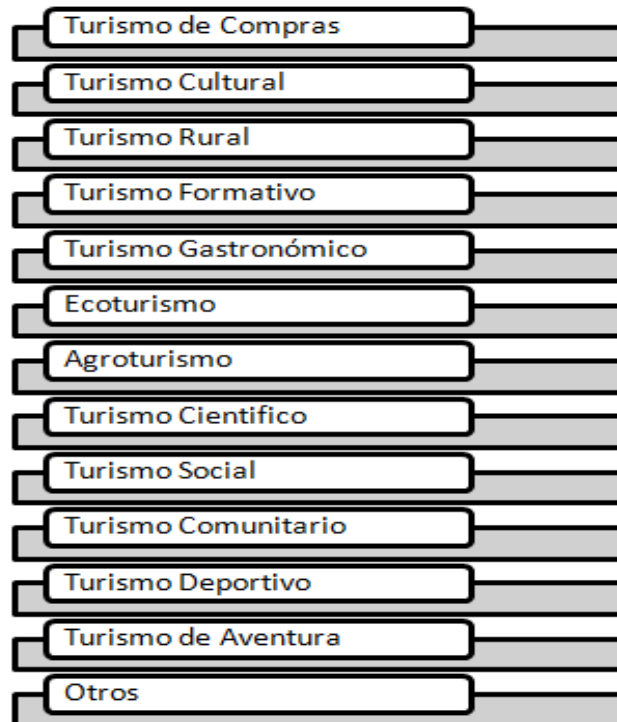 Turismo de Compras
Turismo Cultural
Turismo Rural
Turismo Formativo
Turismo Gastronómico
Ecoturismo
Agroturismo
Turismo Cientifico
Turismo Social
Turismo Comunitario
Turismo Deportivo
Turismo de Aventura
Otros